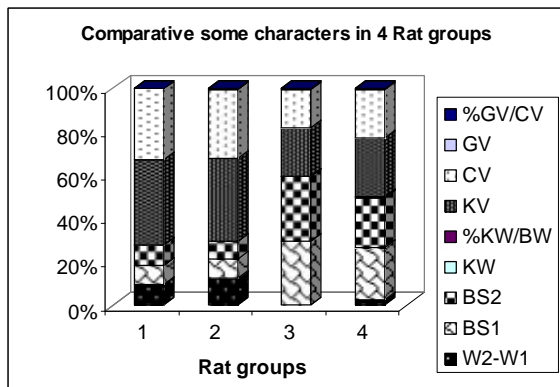 Comparative some characters in 4 Rat groups
100%
80%
60%
40%
20%
0%
1 2 3 4
Rat groups
%GV/CV
GV
CV
KV
%KW/BW
KW
BS2
BS1
W2-W1